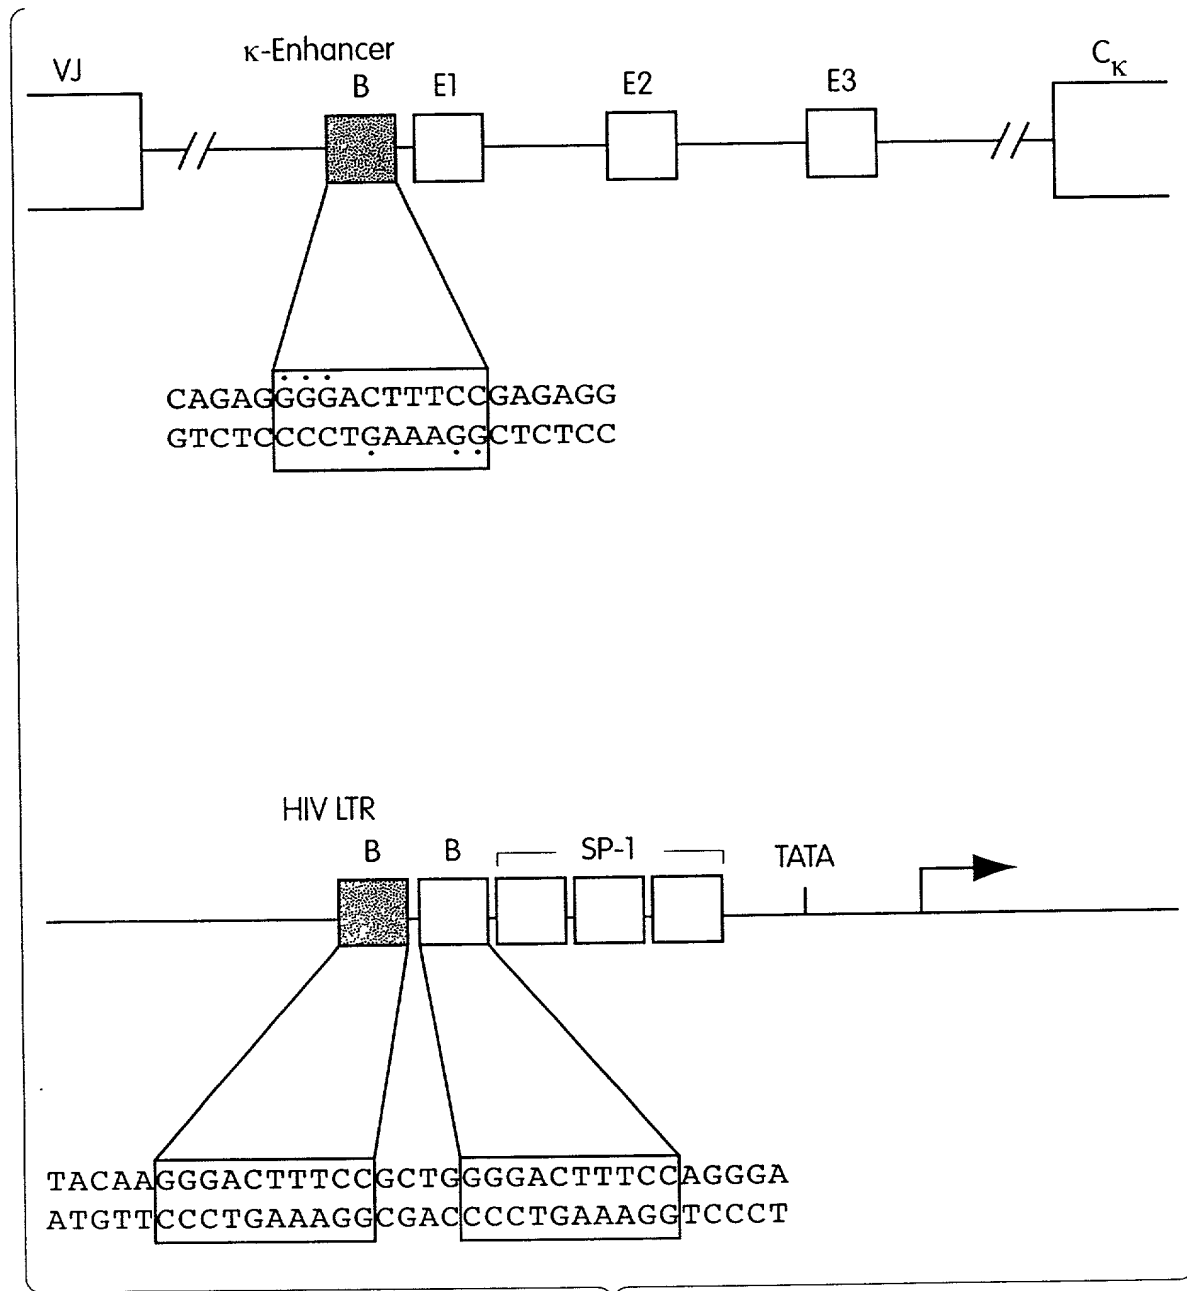 κ-Enhancer
VJ B E1 E2 E3 Cκ
CAGAGGGGACTTTCCGAGAGG
GTCTCCCCTGAAAGGCTCTCC
HIV LTR
B B SP-1 TATA
TACAAGGGACTTTCCGCTGGGGACTTTCCAGGGA
ATGTTCCCTGAAAGGCGACCCCTGAAAGGTCCCT